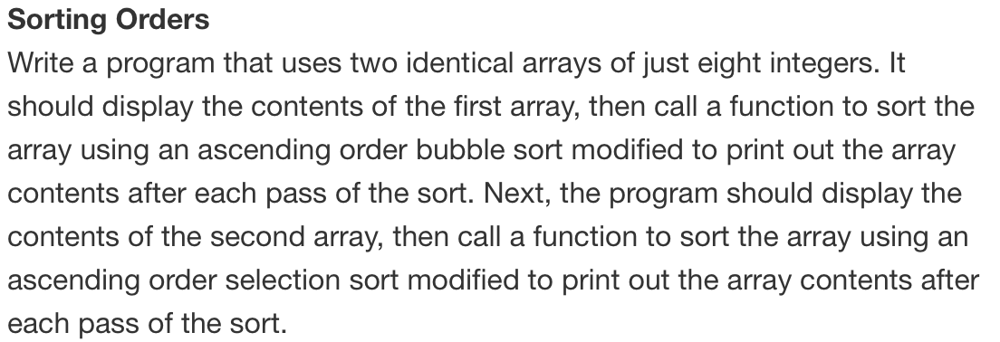 Sorting Orders
Write a program that uses two identical arrays of just eight integers. It
should display the contents of the first array, then call a function to sort the
array using an ascending order bubble sort modified to print out the array
contents after each pass of the sort. Next, the program should display the
contents of the second array, then call a function to sort the array using an
ascending order selection sort modified to print out the array contents after
each pass of the sort.